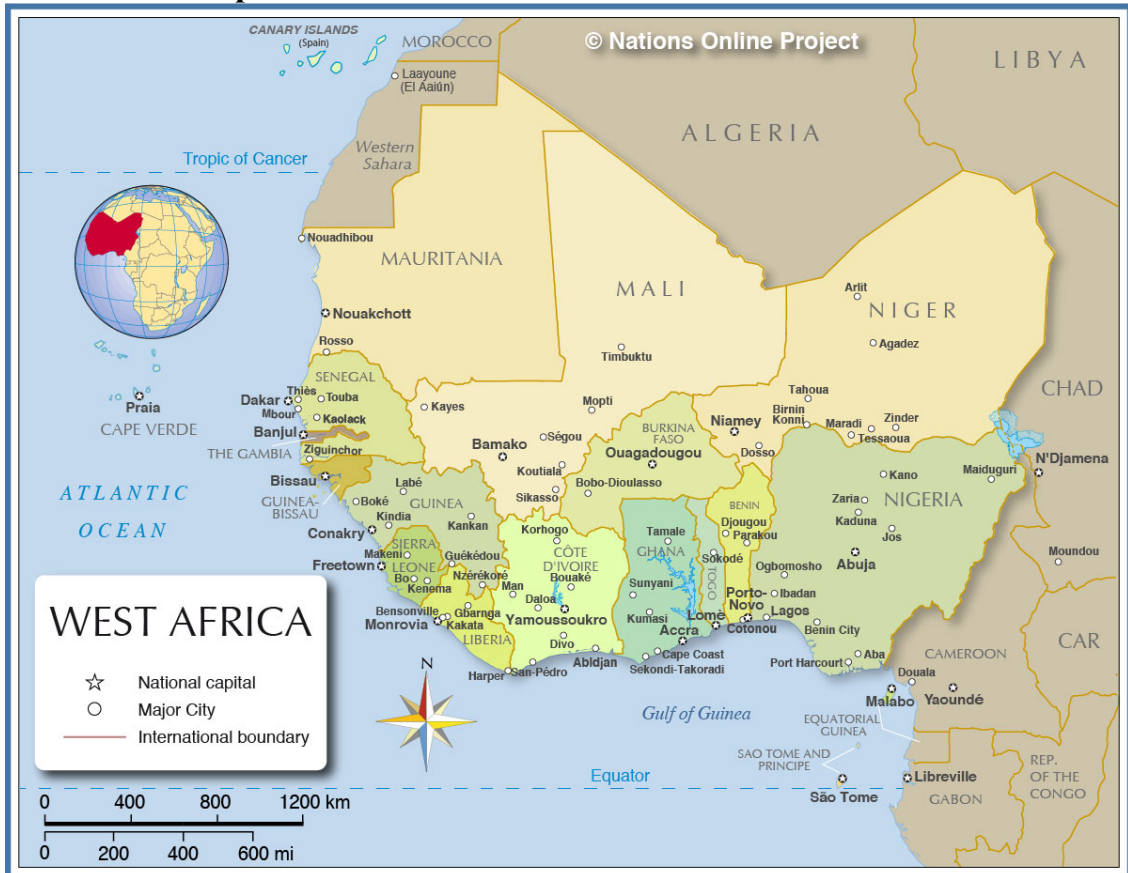 CANARY ISLANDS
(Spain)
MOROCCO
© Nations Online Project
LIBYA
Laayoune
(El Aaiún)
ALGERIA
Western
Sahara
Tropic of Cancer
Nouadhibou
MAURITANIA
MALI
Arlit
NIGER
Nouakchott
Agadez
Rosso
Timbuktu
SENEGAL
CHAD
Thiès
Touba
Dakar
Mbour
Kaolack
Kayes
Mopti
Tahoua
Birnin
Konni
Praia
CAPE VERDE
Banjul
THE GAMBIA
Ziguinchor
Bamako
Ségou
BURKINA
FASO
Ouagadougou
Niamey
Dosso
Maradi
Zinder
Tessaoua
N'Djamena
Bissau
GUINEA-
BISSAU
Koutiala
Sikasso
Bobo-Dioulasso
Kano
Maiduguri
ATLANTIC
OCEAN
Labé
Boké
GUINEA
Kindia
Kankan
BENIN
Djougou
Parakou
Zaria
NIGERIA
Kaduna
Jos
Conakry
Korhogo
Tamale
GHANA
Sokodé
TOGO
Abuja
Moundou
Makeni
SIERRA
LEONE
Freetown
Bo
Kenema
Guékédou
Nzérékoré
CÔTE
D'IVOIRE
Bouaké
Man
Daloa
Yamoussoukro
Sunyani
Kumasi
Ogbomosho
Ibadan
Porto-
Novo
Lagos
Lomè
Cotonou
Accra
Benin City
Bensonville
Monrovia
Gbarnga
Kakata
LIBERIA
Divo
Abidjan
Cape Coast
Sekondi-Takoradi
Harper
San-Pédro
Port Harcourt
Aba
CAMEROON
CAR
Douala
Malabo
Yaoundé
WEST AFRICA
National capital
Major City
International boundary
N
Gulf of Guinea
EQUATORIAL
GUINEA
SAO TOME AND
PRINCIPE
REP.
OF THE
CONGO
Equator
São Tome
Libreville
GABON
0 400 800 1200 km
0 200 400 600 mi